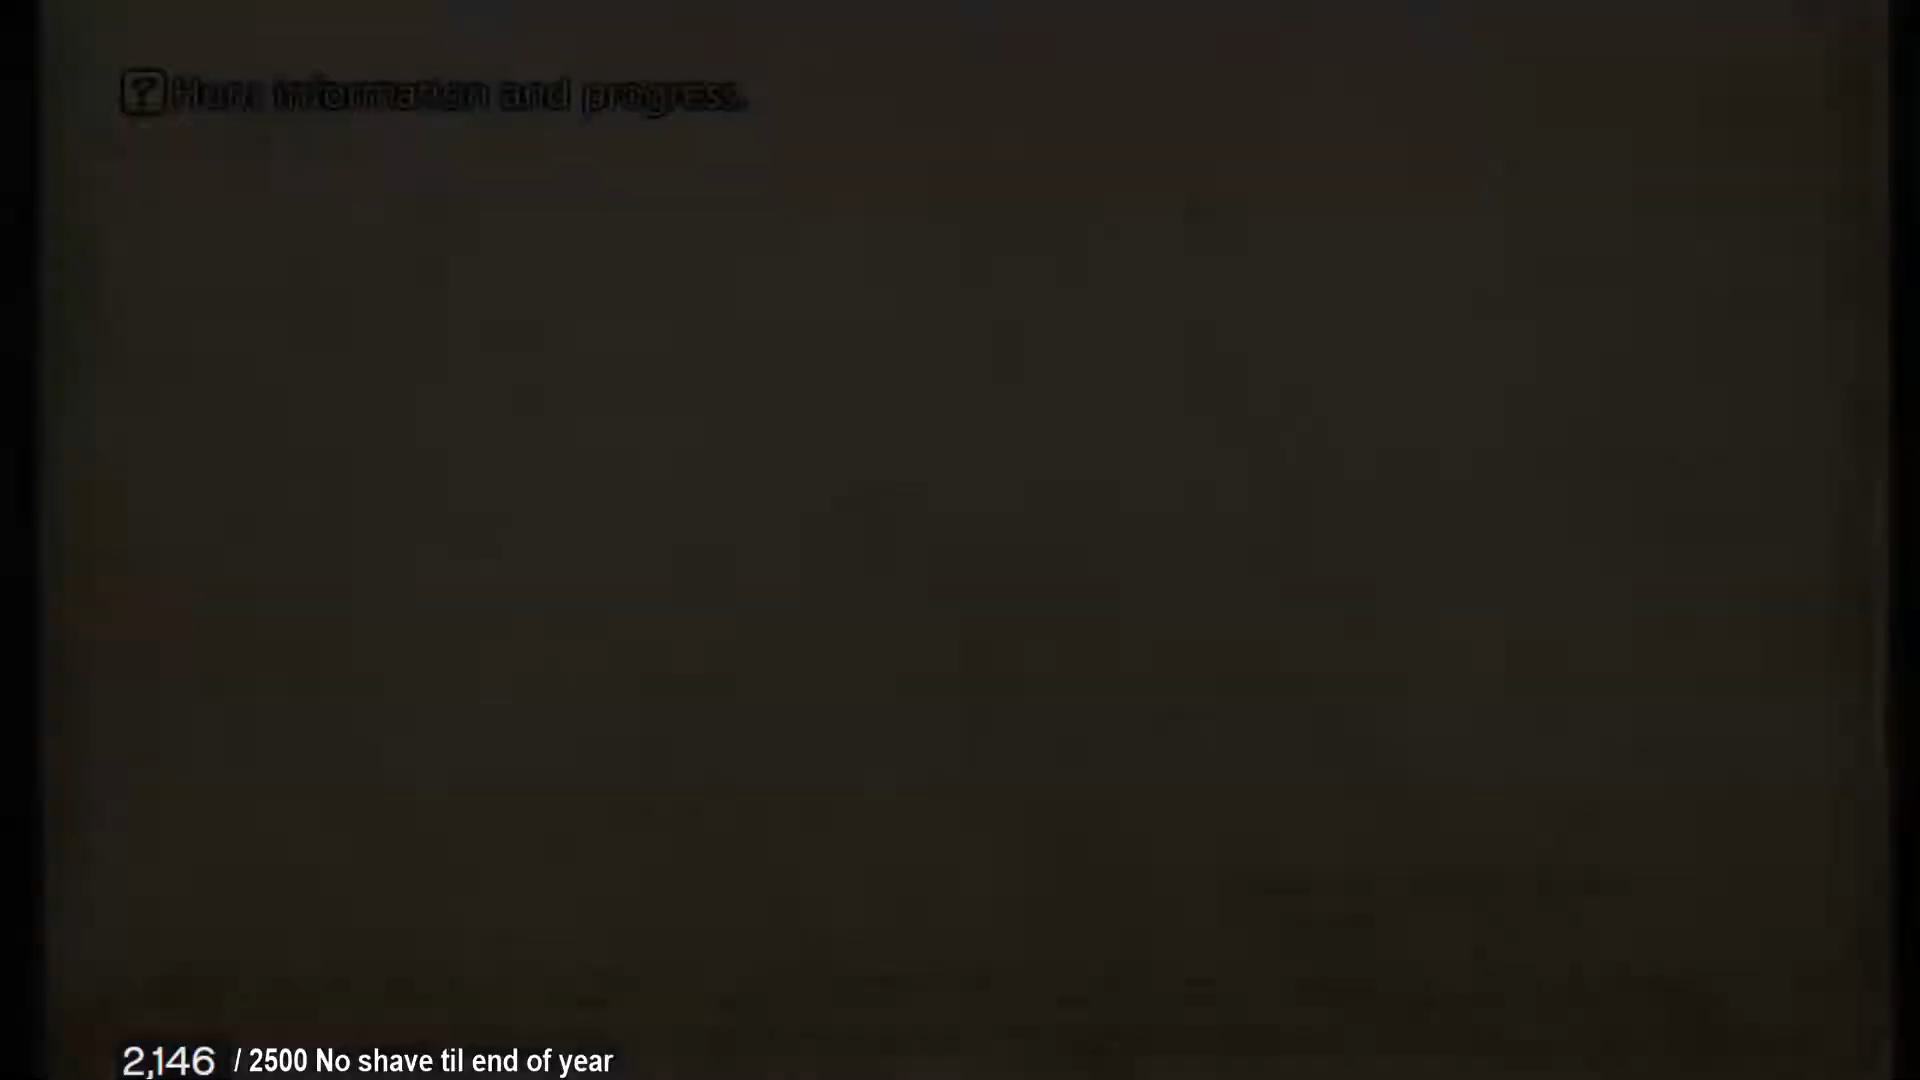 ? Hunt information and progress.
2,146 / 2500 No shave til end of year